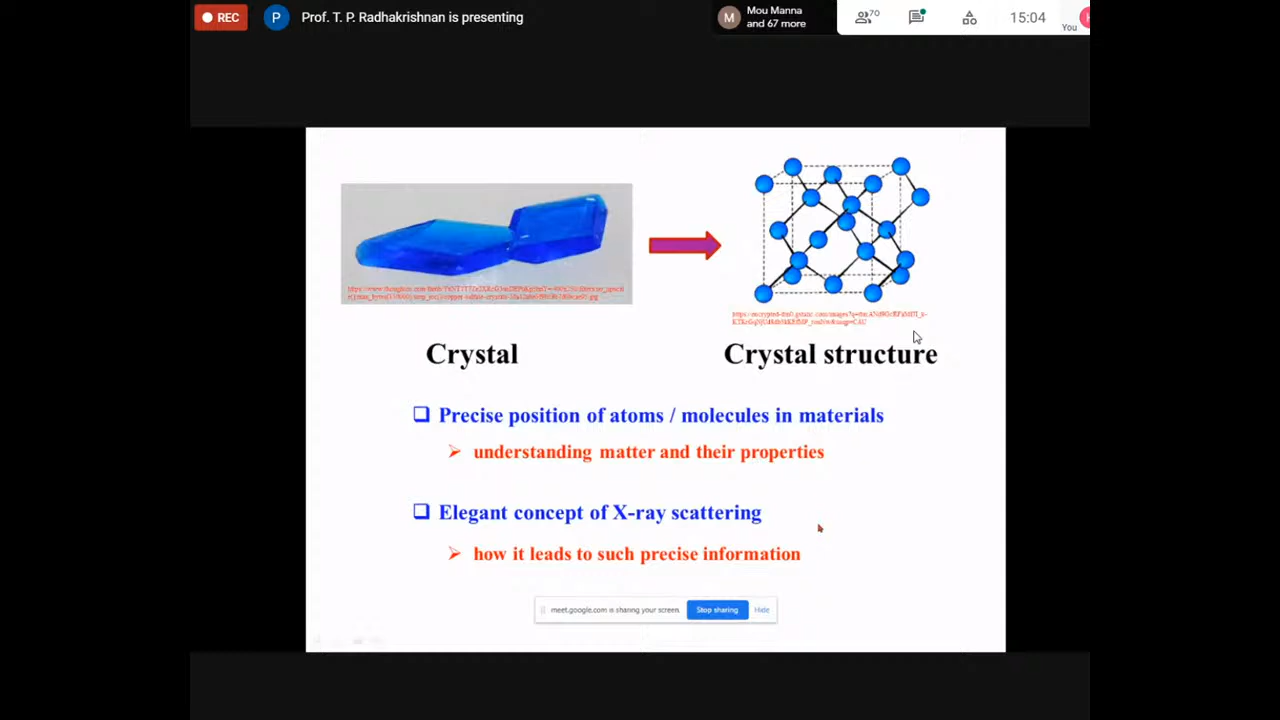 REC
P
Prof. T. P. Radhakrishnan is presenting
M
Mou Manna
and 67 more
70
15:04
You
Crystal
Crystal structure
Precise position of atoms / molecules in materials
understanding matter and their properties
Elegant concept of X-ray scattering
how it leads to such precise information
meet.google.com is sharing your screen.
Stop sharing
Hide